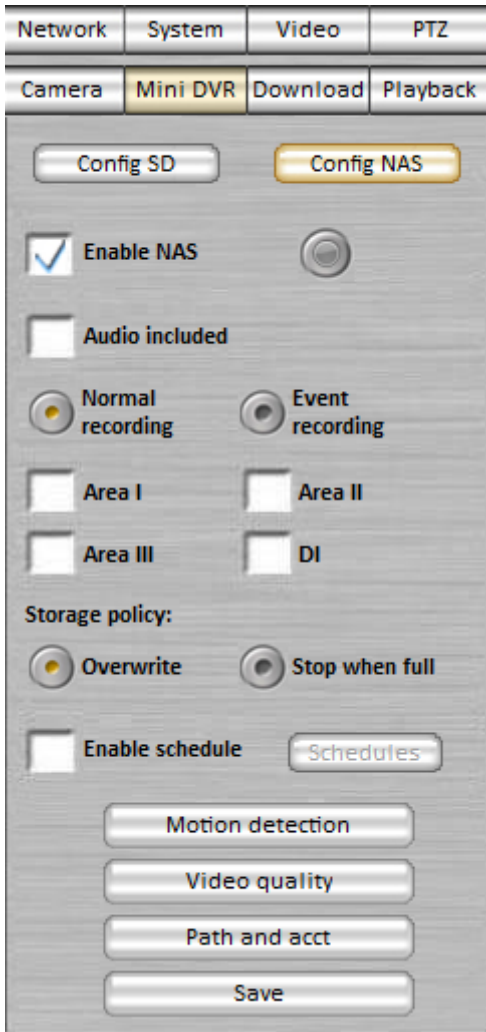 Network System Video PTZ
Camera Mini DVR Download Playback
Config SD Config NAS
Enable NAS
Audio included
Normal recording Event recording
Area I Area II
Area III DI
Storage policy:
Overwrite Stop when full
Enable schedule Schedules
Motion detection
Video quality
Path and acct
Save